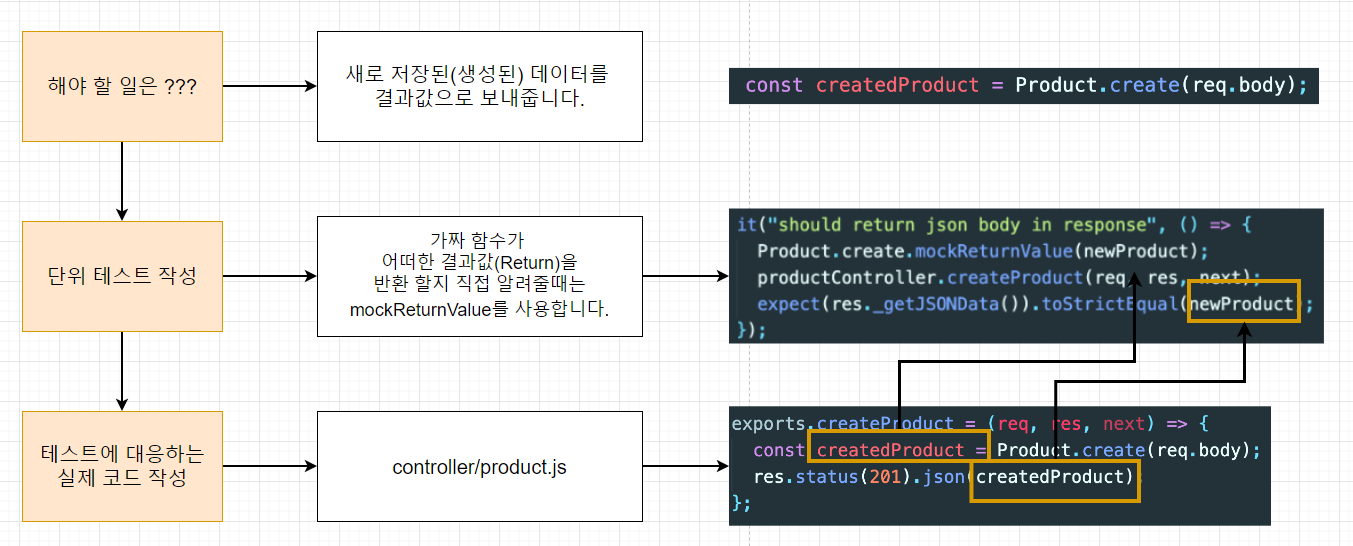 해야 할 일은 ???
새로 저장된(생성된) 데이터를
결과값으로 보내줍니다.
const createdProduct = Product.create(req.body);
단위 테스트 작성
가짜 함수가
어떠한 결과값(Return)을
반환 할지 직접 알려줄때는
mockReturnValue를 사용합니다.
it("should return json body in response", () => {
Product.create.mockReturnValue(newProduct);
productController.createProduct(req, res, next);
expect(res._getJSONData()).toStrictEqual(newProduct);
});
테스트에 대응하는
실제 코드 작성
controller/product.js
exports.createProduct = (req, res, next) => {
const createdProduct = Product.create(req.body);
res.status(201).json(createdProduct)
};